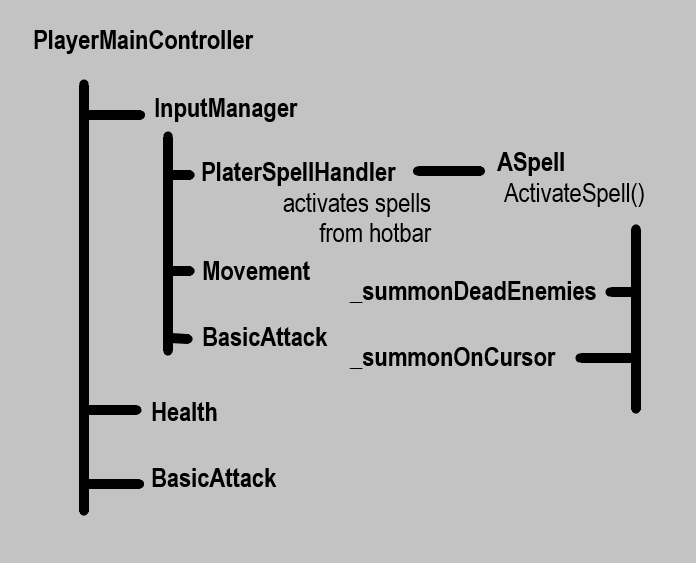 PlayerMainController
InputManager
PlaterSpellHandler
activates spells
from hotbar
ASpell
ActivateSpell()
Movement
_summonDeadEnemies
BasicAttack
_summonOnCursor
Health
BasicAttack